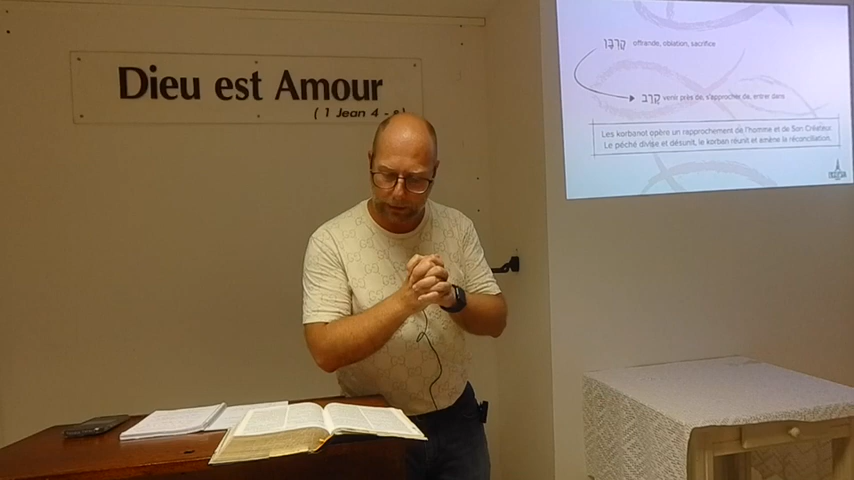 Dieu est Amour
( 1 Jean 4 -
קרבן offrande, oblation, sacrifice
קרב venir près de, s'approcher de, entrer dans
Les korbanot opère un rapprochement de l'homme et de Son Créateur.
Le péché divise et désunit, le korban réunit et amène la réconciliation.